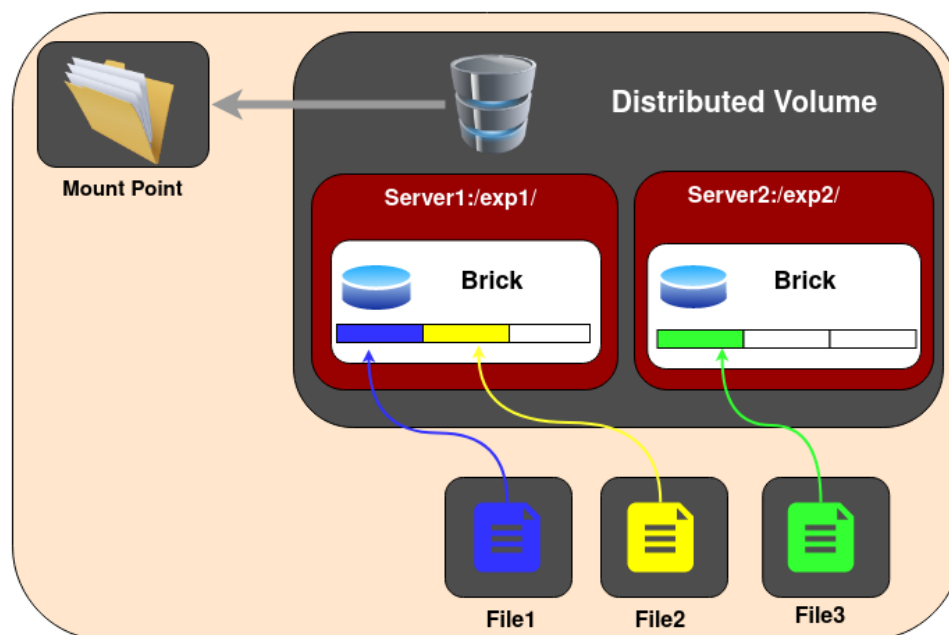 Distributed Volume
Mount Point
Server1:/exp1/
Server2:/exp2/
Brick
Brick
File1
File2
File3